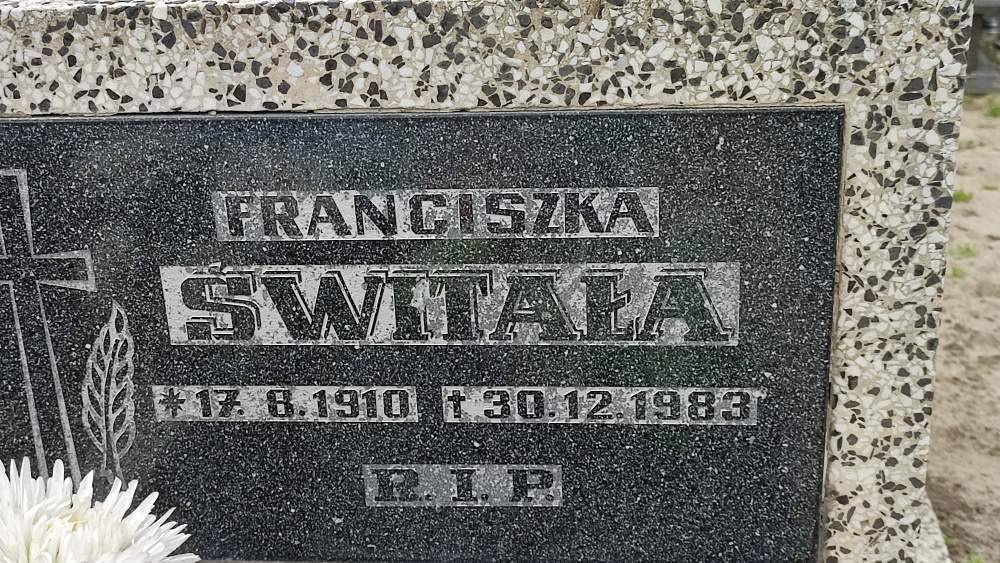 FRANCISZKA
ŚWITAŁA
* 17. 8. 1910 † 30. 12. 1983
R. I. P.